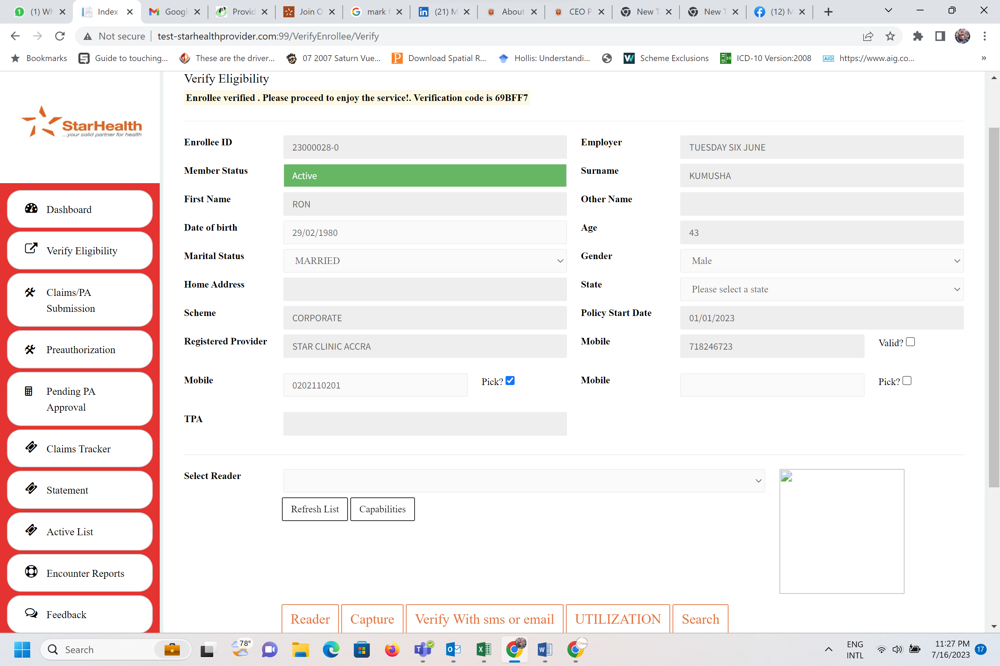 (1) Wh
Index
Googl
Provid
Join O
mark f
(21) M
About
CEO P
New T
New T
(12) M
Not secure
test-starhealthprovider.com:99/VerifyEnrollee/Verify
Bookmarks
Guide to touching...
These are the driver...
07 2007 Saturn Vue...
Download Spatial R...
Hollis: Understandi...
Scheme Exclusions
ICD-10 Version:2008
AIG
https://www.aig.co...
»
StarHealth
...your solid partner for health
Dashboard
Verify Eligibility
Claims/PA
Submission
Preauthorization
Pending PA
Approval
Claims Tracker
Statement
Active List
Encounter Reports
Feedback
Verify Eligibility
Enrollee verified . Please proceed to enjoy the service!. Verification code is 69BFF7
Enrollee ID 23000028-0 Employer TUESDAY SIX JUNE
Member Status Active Surname KUMUSHA
First Name RON Other Name
Date of birth 29/02/1980 Age 43
Marital Status MARRIED Gender Male
Home Address State Please select a state
Scheme CORPORATE Policy Start Date 01/01/2023
Registered Provider STAR CLINIC ACCRA Mobile 718246723 Valid?
Mobile 0202110201 Pick? Mobile Pick?
TPA
Select Reader
Refresh List Capabilities
Reader Capture Verify With sms or email UTILIZATION Search
Search
78°
ENG
INTL
11:27 PM
7/16/2023
17